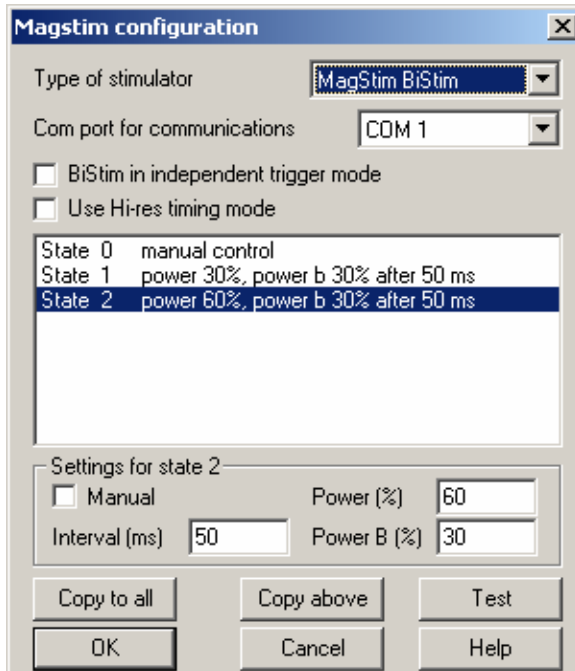 Magstim configuration
Type of stimulator MagStim BiStim
Com port for communications COM 1
BiStim in independent trigger mode
Use Hi-res timing mode
State 0 manual control
State 1 power 30%, power b 30% after 50 ms
State 2 power 60%, power b 30% after 50 ms
Settings for state 2
Manual Power (%) 60
Interval (ms) 50 Power B (%) 30
Copy to all Copy above Test
OK Cancel Help